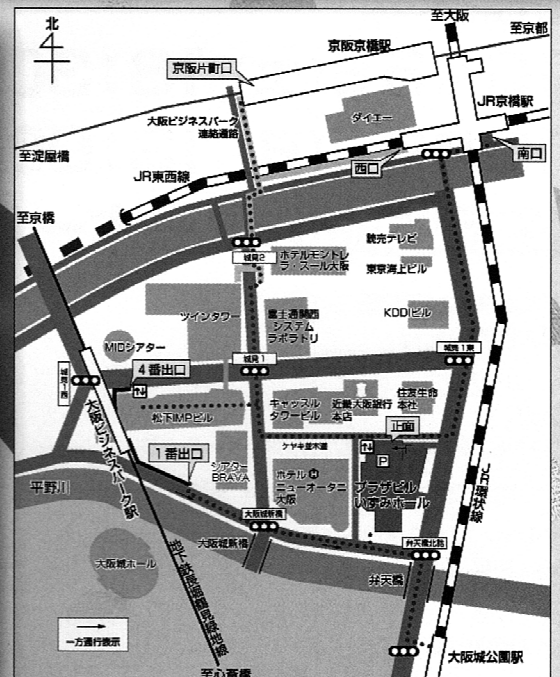 北
至大阪
至京都
京阪京橋駅
京阪片町口
JR京橋駅
ダイエー
大阪ビジネスパーク
連絡通路
至淀屋橋
西口
南口
JR東西線
至京橋
読売テレビ
城見2
ホテルモントレ
ラ・スール大阪
東京海上ビル
ツインタワー
富士通関西
システム
ラボラトリ
KDDIビル
MIDシアター
城見1
城見1東
4番出口
城見1西
松下IMPビル
キャッスル
タワービル
近畿大阪銀行
本店
住友生命
本社
正面
ケヤキ並木道
1番出口
シアター
BRAVA
大阪ビジネスパーク駅
P
ホテル
ニューオータニ
大阪
プラザビル
いずみホール
JR環状線
平野川
大阪城新橋
大阪城新橋
弁天橋北詰
大阪城ホール
地下鉄長堀鶴見緑地線
弁天橋
一方通行表示
大阪城公園駅
至心斎橋